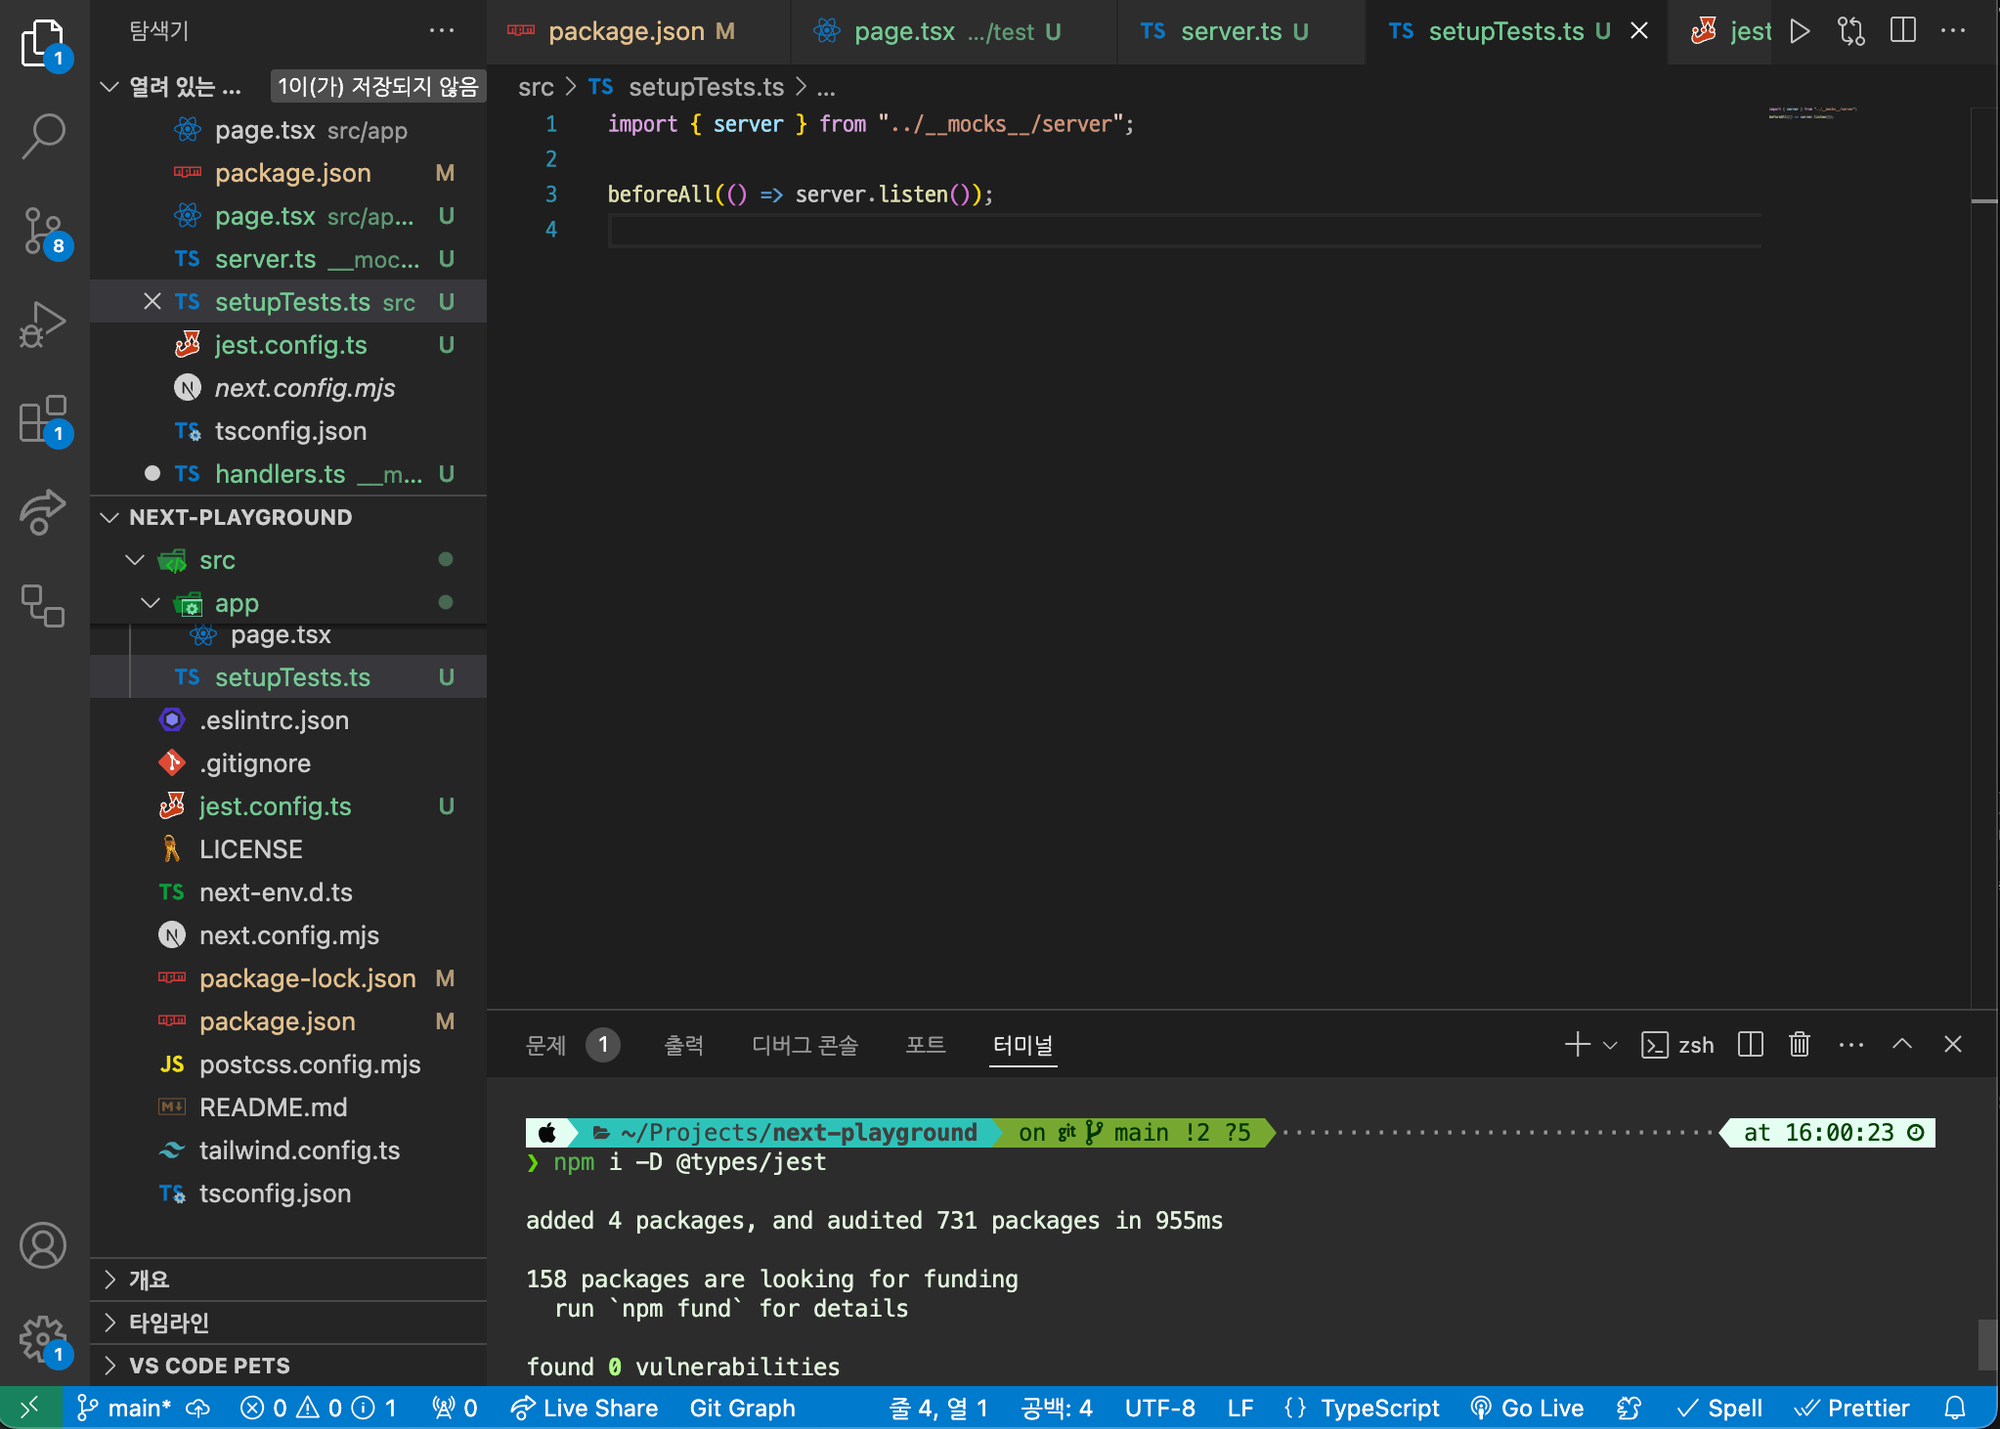 탐색기
열려 있는 ... 1이(가) 저장되지 않음
page.tsx src/app
package.json M
page.tsx src/ap... U
server.ts __moc... U
setupTests.ts src U
jest.config.ts U
next.config.mjs
tsconfig.json
handlers.ts __m... U
NEXT-PLAYGROUND
src
app
page.tsx
setupTests.ts U
.eslintrc.json
.gitignore
jest.config.ts U
LICENSE
next-env.d.ts
next.config.mjs
package-lock.json M
package.json M
postcss.config.mjs
README.md
tailwind.config.ts
tsconfig.json
개요
타임라인
VS CODE PETS
1
8
1
1
package.json M page.tsx .../test U TS server.ts U TS setupTests.ts U jest
src > TS setupTests.ts > ...
1 import { server } from "../__mocks__/server";
2
3 beforeAll(() => server.listen());
4
문제 1 출력 디버그 콘솔 포트 터미널 zsh
~/Projects/next-playground on git main !2 ?5 at 16:00:23
❯ npm i -D @types/jest
added 4 packages, and audited 731 packages in 955ms
158 packages are looking for funding
run `npm fund` for details
found 0 vulnerabilities
main* 0 0 1 0 Live Share Git Graph 줄 4, 열 1 공백: 4 UTF-8 LF {} TypeScript Go Live Spell Prettier